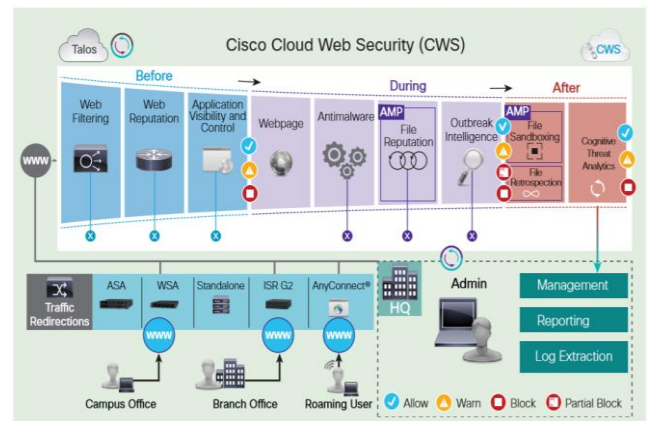 Talos
Cisco Cloud Web Security (CWS)
CWS
Before
During
After
Web
Filtering
Web
Reputation
Application
Visibility and
Control
Webpage
Antimalware
AMP
File
Reputation
Outbreak
Intelligence
AMP
File
Sandboxing
File
Retrospection
Cognitive
Threat
Analytics
www
X
X
X
X
X
X
Traffic
Redirections
ASA
WSA
Standalone
ISR G2
AnyConnect®
HQ
Admin
Management
Reporting
Log Extraction
www
www
www
Campus Office
Branch Office
Roaming User
Allow
Warn
Block
Partial Block